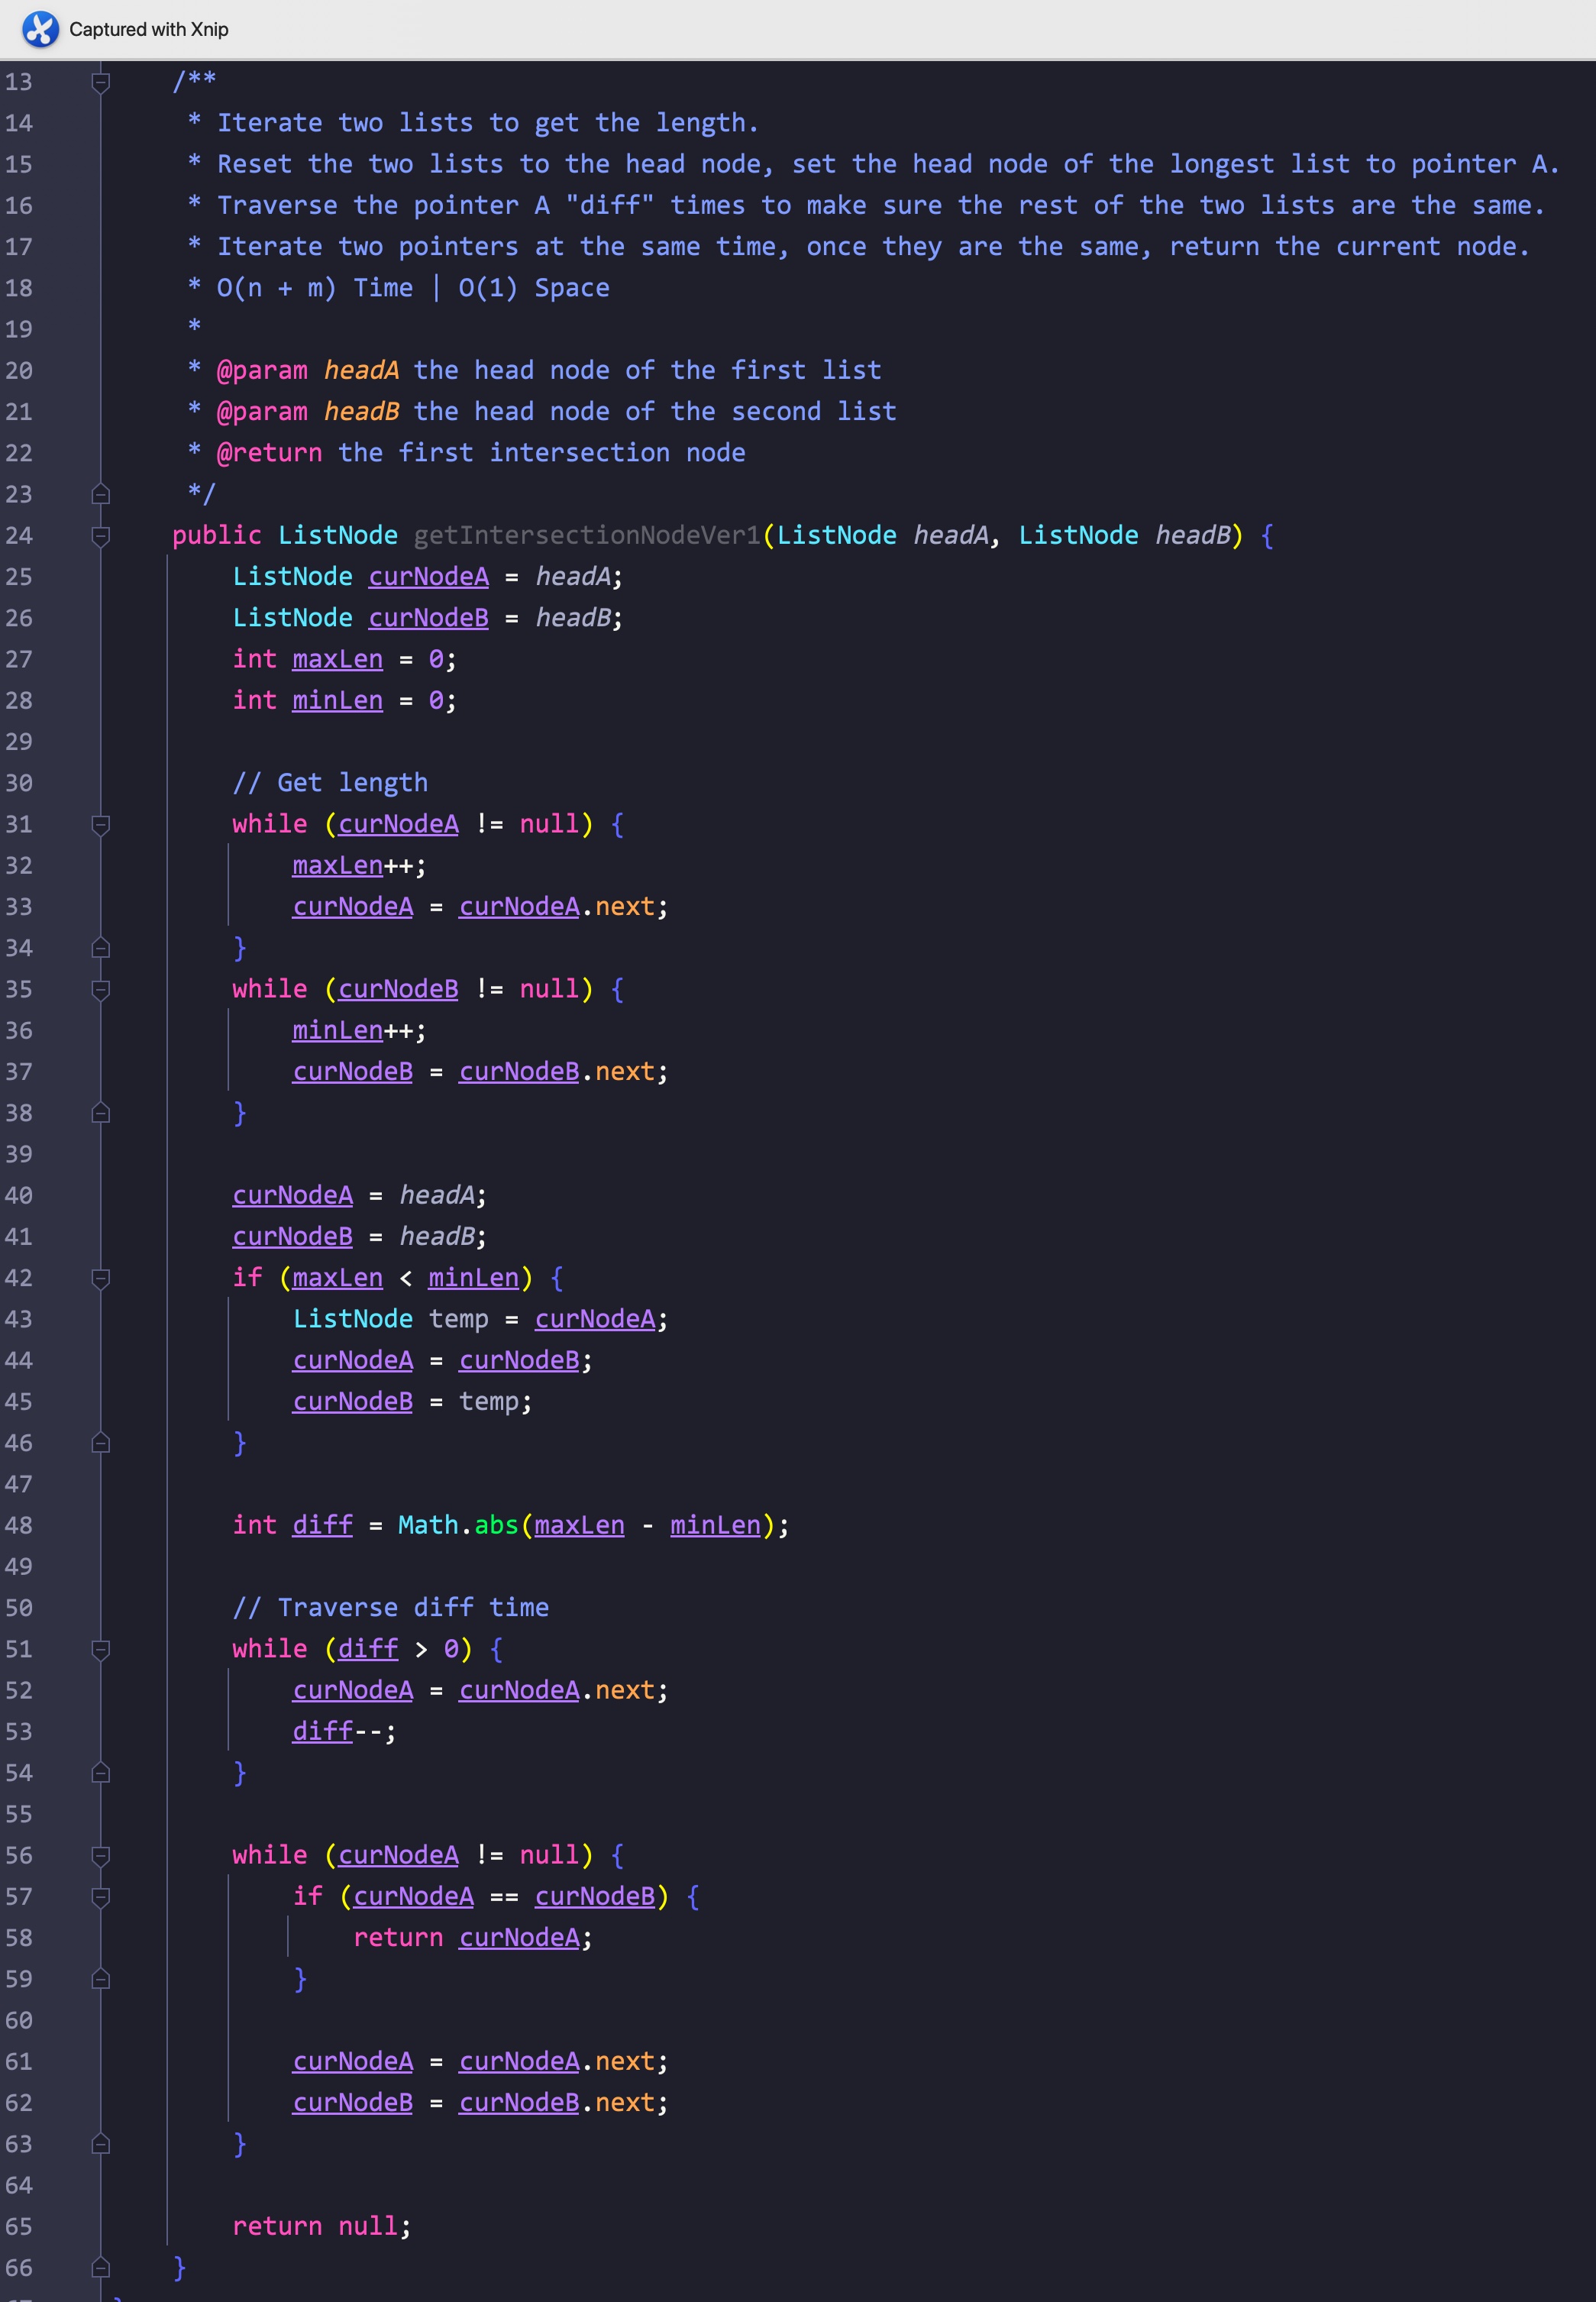 Captured with Xnip
13 /**
14 * Iterate two lists to get the length.
15 * Reset the two lists to the head node, set the head node of the longest list to pointer A.
16 * Traverse the pointer A "diff" times to make sure the rest of the two lists are the same.
17 * Iterate two pointers at the same time, once they are the same, return the current node.
18 * O(n + m) Time | O(1) Space
19 *
20 * @param headA the head node of the first list
21 * @param headB the head node of the second list
22 * @return the first intersection node
23 */
24 public ListNode getIntersectionNodeVer1(ListNode headA, ListNode headB) {
25 ListNode curNodeA = headA;
26 ListNode curNodeB = headB;
27 int maxLen = 0;
28 int minLen = 0;
29
30 // Get length
31 while (curNodeA != null) {
32 maxLen++;
33 curNodeA = curNodeA.next;
34 }
35 while (curNodeB != null) {
36 minLen++;
37 curNodeB = curNodeB.next;
38 }
39
40 curNodeA = headA;
41 curNodeB = headB;
42 if (maxLen < minLen) {
43 ListNode temp = curNodeA;
44 curNodeA = curNodeB;
45 curNodeB = temp;
46 }
47
48 int diff = Math.abs(maxLen - minLen);
49
50 // Traverse diff time
51 while (diff > 0) {
52 curNodeA = curNodeA.next;
53 diff--;
54 }
55
56 while (curNodeA != null) {
57 if (curNodeA == curNodeB) {
58 return curNodeA;
59 }
60
61 curNodeA = curNodeA.next;
62 curNodeB = curNodeB.next;
63 }
64
65 return null;
66 }